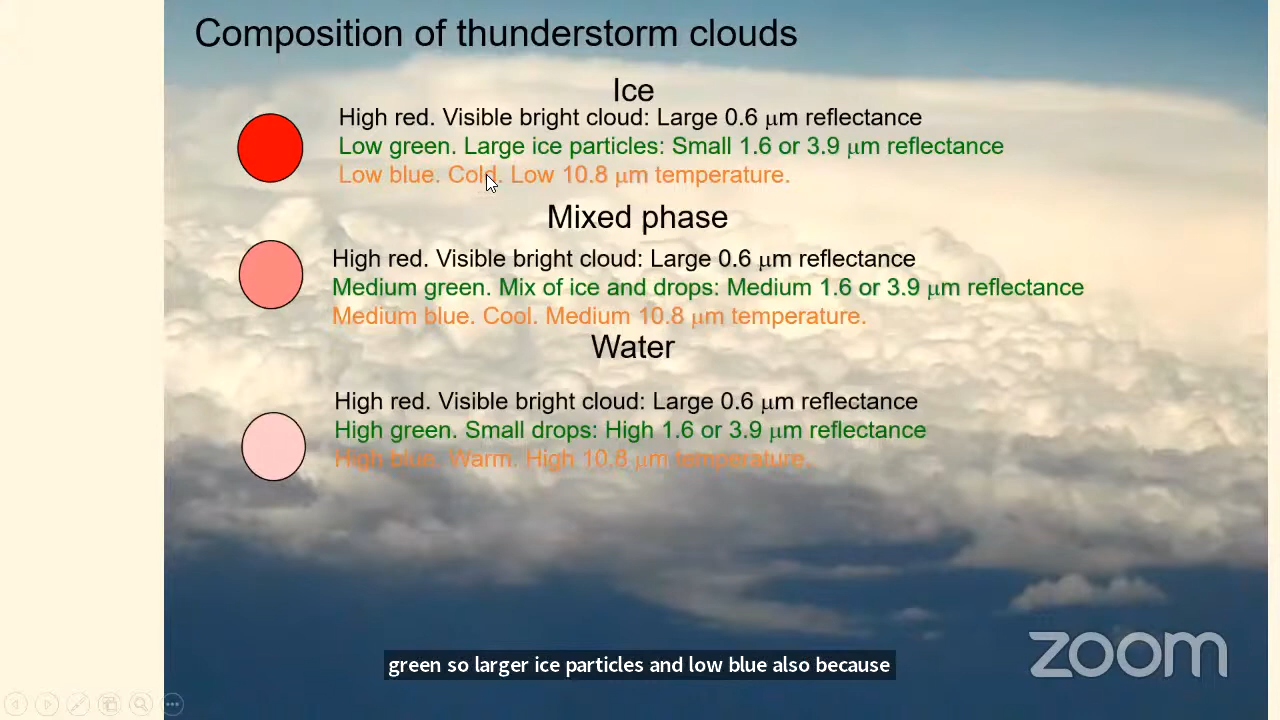 Composition of thunderstorm clouds
Ice
High red. Visible bright cloud: Large 0.6 μm reflectance
Low green. Large ice particles: Small 1.6 or 3.9 μm reflectance
Low blue. Cold. Low 10.8 μm temperature.
Mixed phase
High red. Visible bright cloud: Large 0.6 μm reflectance
Medium green. Mix of ice and drops: Medium 1.6 or 3.9 μm reflectance
Medium blue. Cool. Medium 10.8 μm temperature.
Water
High red. Visible bright cloud: Large 0.6 μm reflectance
High green. Small drops: High 1.6 or 3.9 μm reflectance
High blue. Warm. High 10.8 μm temperature.
green so larger ice particles and low blue also because
zoom